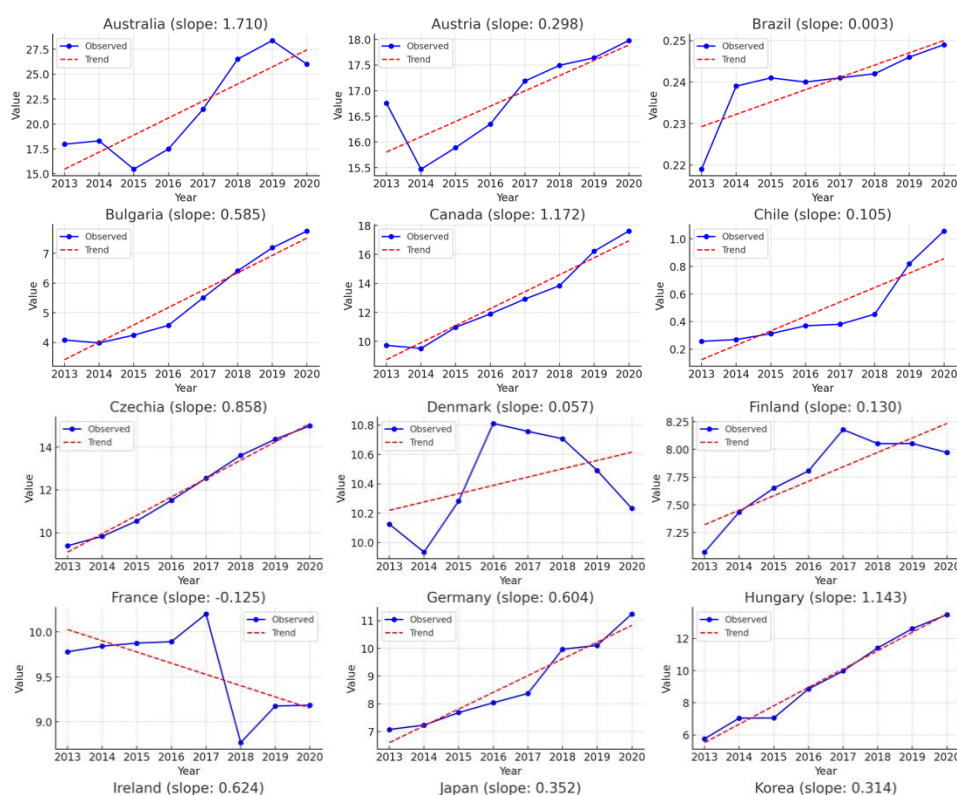 Australia (slope: 1.710)
Value
27.5
25.0
22.5
20.0
17.5
15.0
Observed
Trend
2013 2014 2015 2016 2017 2018 2019 2020
Year
Austria (slope: 0.298)
Value
18.0
17.5
17.0
16.5
16.0
15.5
Observed
Trend
2013 2014 2015 2016 2017 2018 2019 2020
Year
Brazil (slope: 0.003)
Value
0.25
0.24
0.23
0.22
Observed
Trend
2013 2014 2015 2016 2017 2018 2019 2020
Year
Bulgaria (slope: 0.585)
Value
7
6
5
4
Observed
Trend
2013 2014 2015 2016 2017 2018 2019 2020
Year
Canada (slope: 1.172)
Value
18
16
14
12
10
Observed
Trend
2013 2014 2015 2016 2017 2018 2019 2020
Year
Chile (slope: 0.105)
Value
1.0
0.8
0.6
0.4
0.2
Observed
Trend
2013 2014 2015 2016 2017 2018 2019 2020
Year
Czechia (slope: 0.858)
Value
14
12
10
Observed
Trend
2013 2014 2015 2016 2017 2018 2019 2020
Year
Denmark (slope: 0.057)
Value
10.8
10.6
10.4
10.2
10.0
Observed
Trend
2013 2014 2015 2016 2017 2018 2019 2020
Year
Finland (slope: 0.130)
Value
8.25
8.00
7.75
7.50
7.25
Observed
Trend
2013 2014 2015 2016 2017 2018 2019 2020
Year
France (slope: -0.125)
Value
10.0
9.5
9.0
Observed
Trend
2013 2014 2015 2016 2017 2018 2019 2020
Year
Germany (slope: 0.604)
Value
11
10
9
8
7
Observed
Trend
2013 2014 2015 2016 2017 2018 2019 2020
Year
Hungary (slope: 1.143)
Value
12
10
8
6
Observed
Trend
2013 2014 2015 2016 2017 2018 2019 2020
Year
Ireland (slope: 0.624)
Japan (slope: 0.352)
Korea (slope: 0.314)